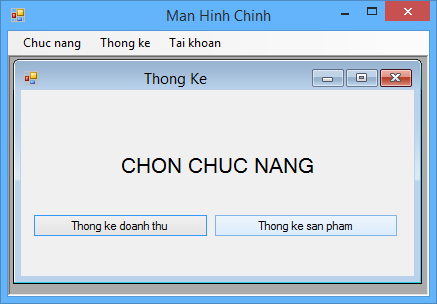 Man Hinh Chinh
Chuc nang Thong ke Tai khoan
Thong Ke
CHON CHUC NANG
Thong ke doanh thu Thong ke san pham